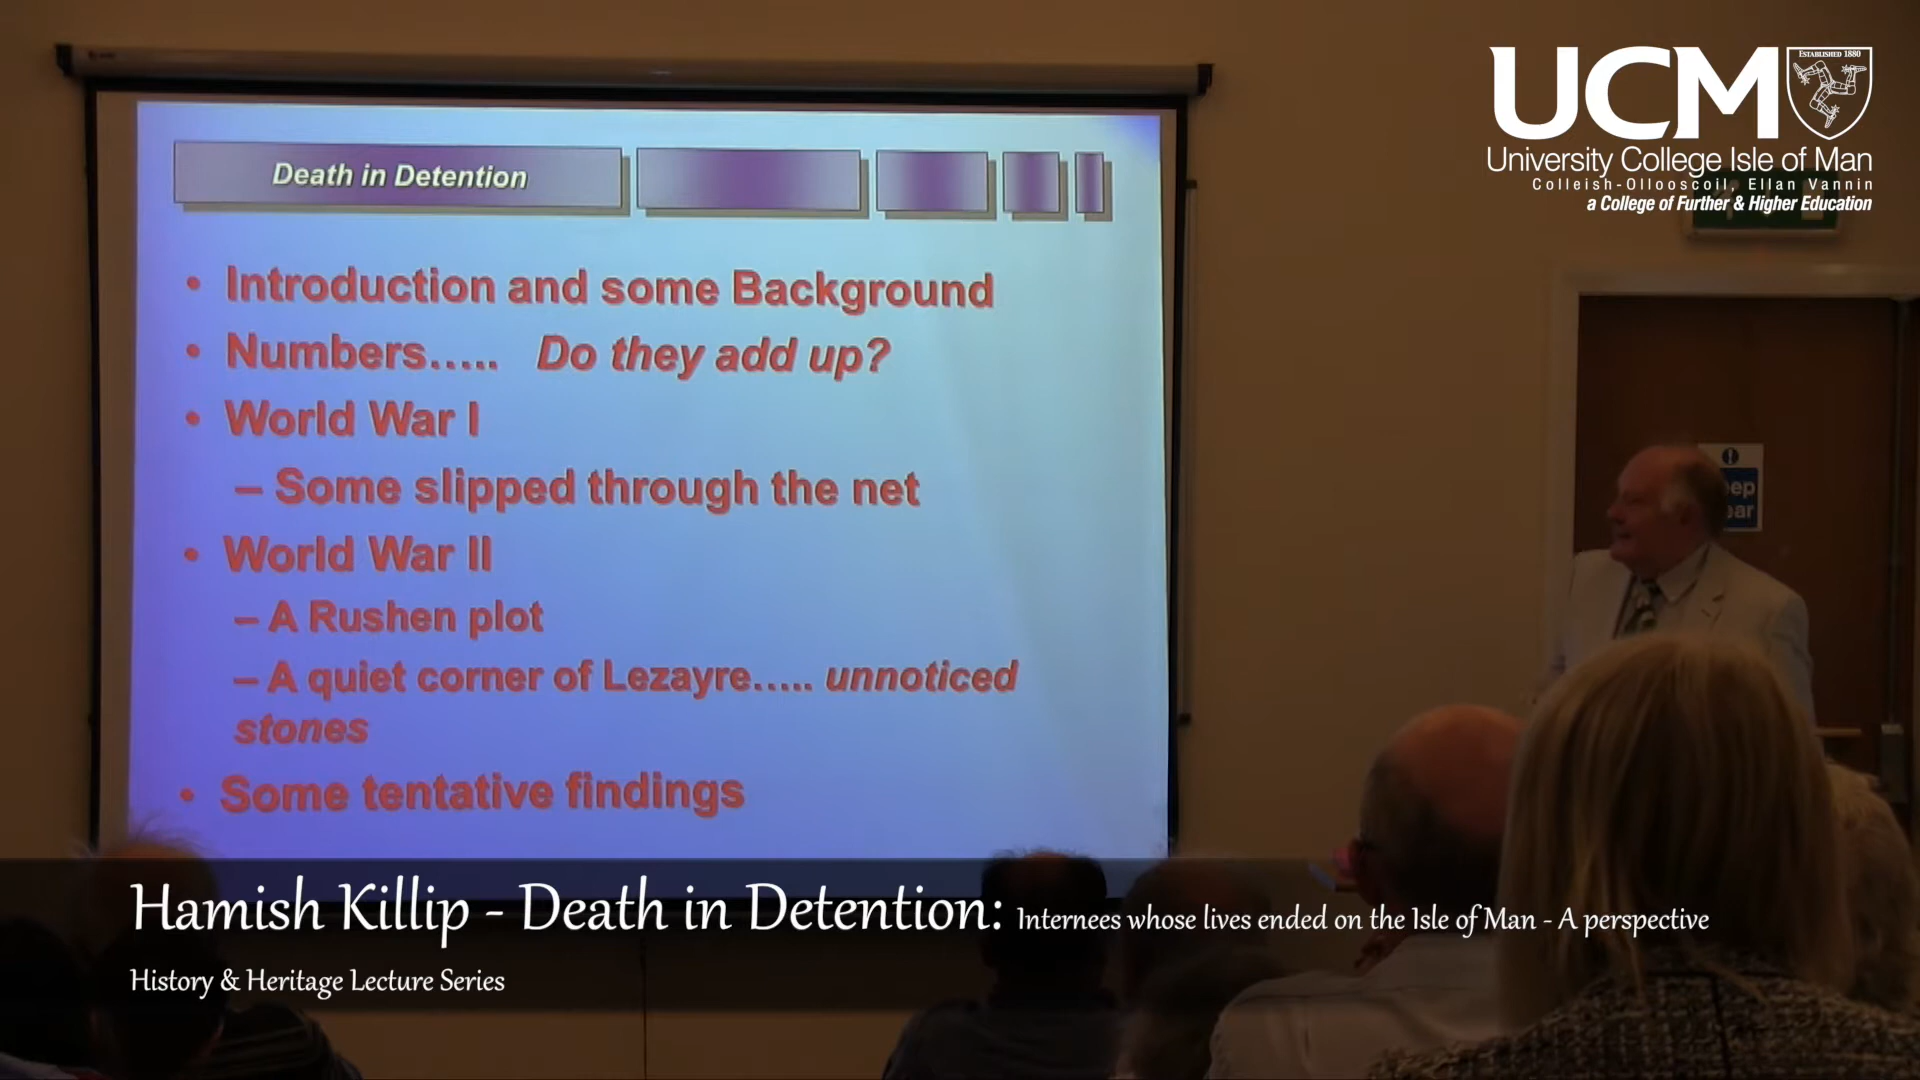 Death in Detention
• Introduction and some Background
• Numbers..... Do they add up?
• World War I
– Some slipped through the net
• World War II
– A Rushen plot
– A quiet corner of Lezayre..... unnoticed
stones
• Some tentative findings
UCM
ESTABLISHED 1880
University College Isle of Man
Colleish-Ollooscoil, Ellan Vannin
a College of Further & Higher Education
Hamish Killip - Death in Detention: Internees whose lives ended on the Isle of Man - A perspective
History & Heritage Lecture Series